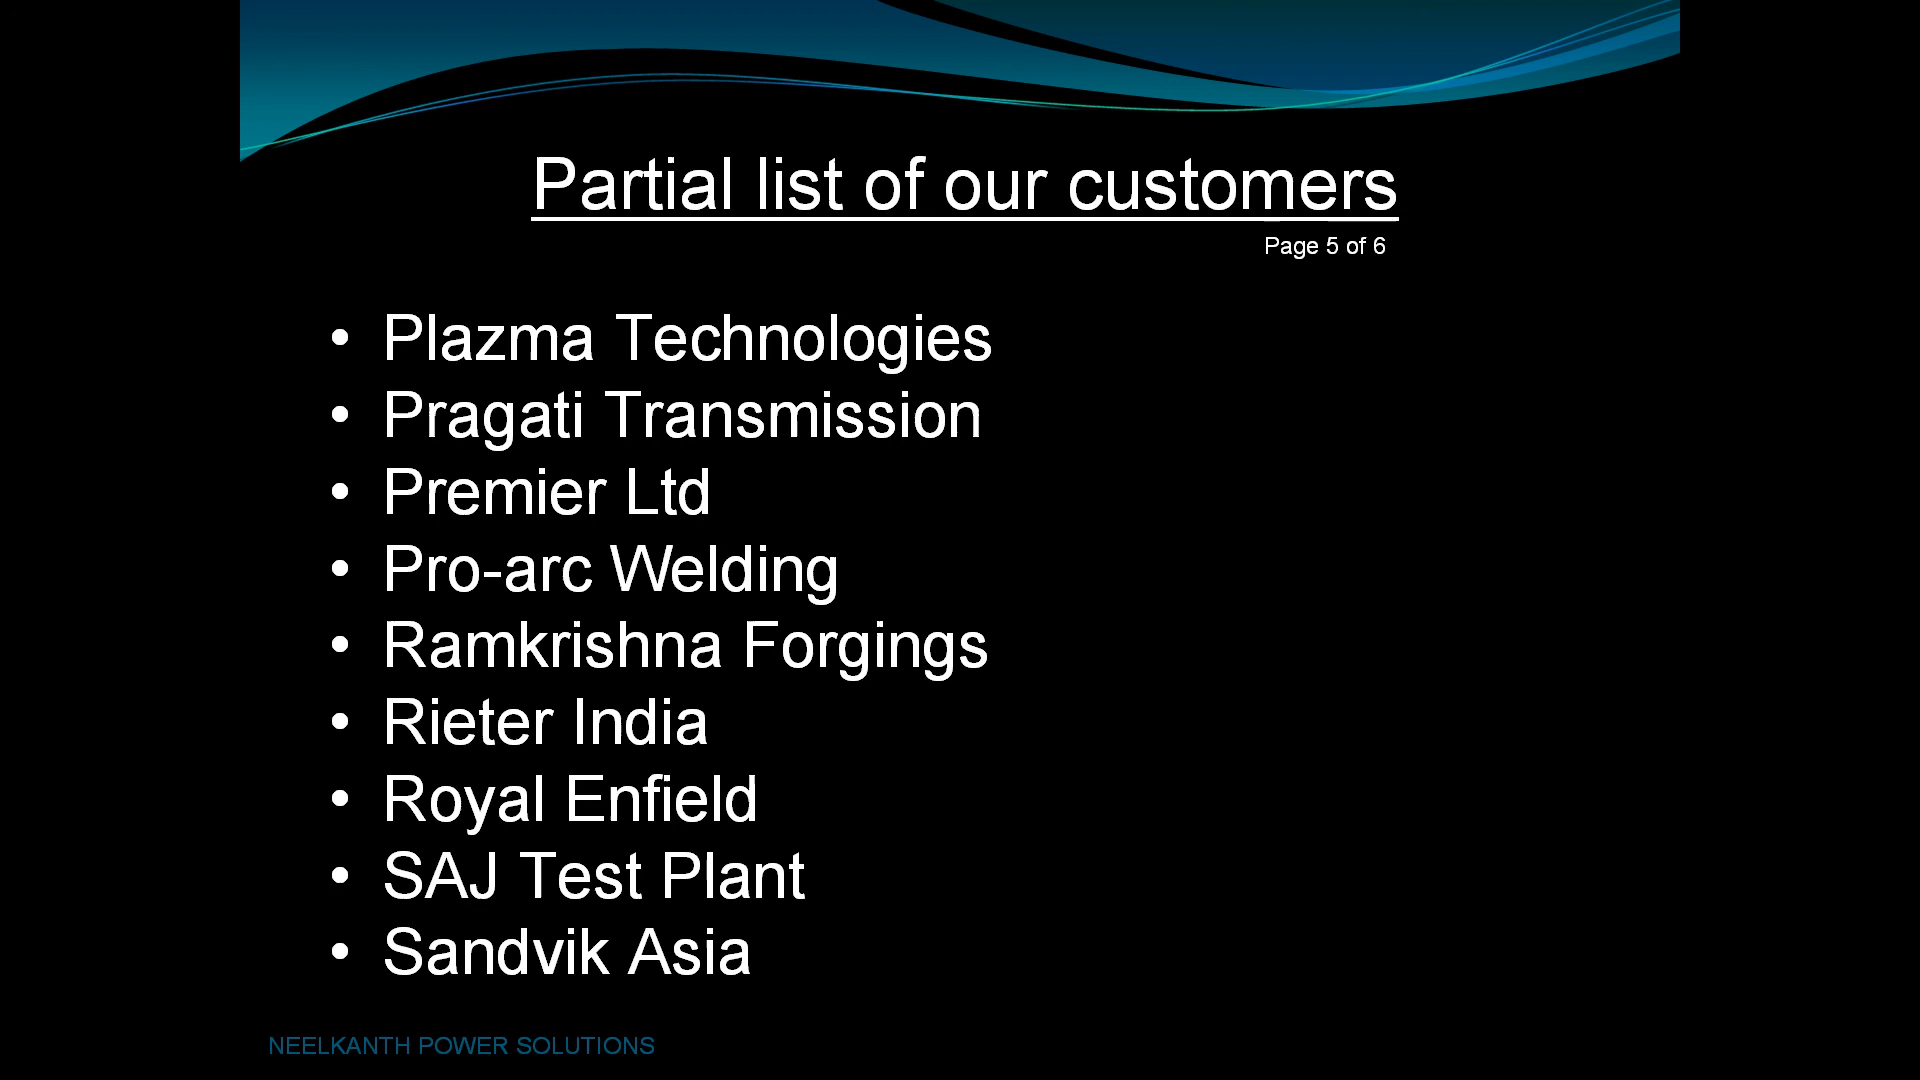 Partial list of our customers
Page 5 of 6
• Plazma Technologies
• Pragati Transmission
• Premier Ltd
• Pro-arc Welding
• Ramkrishna Forgings
• Rieter India
• Royal Enfield
• SAJ Test Plant
• Sandvik Asia
NEELKANTH POWER SOLUTIONS